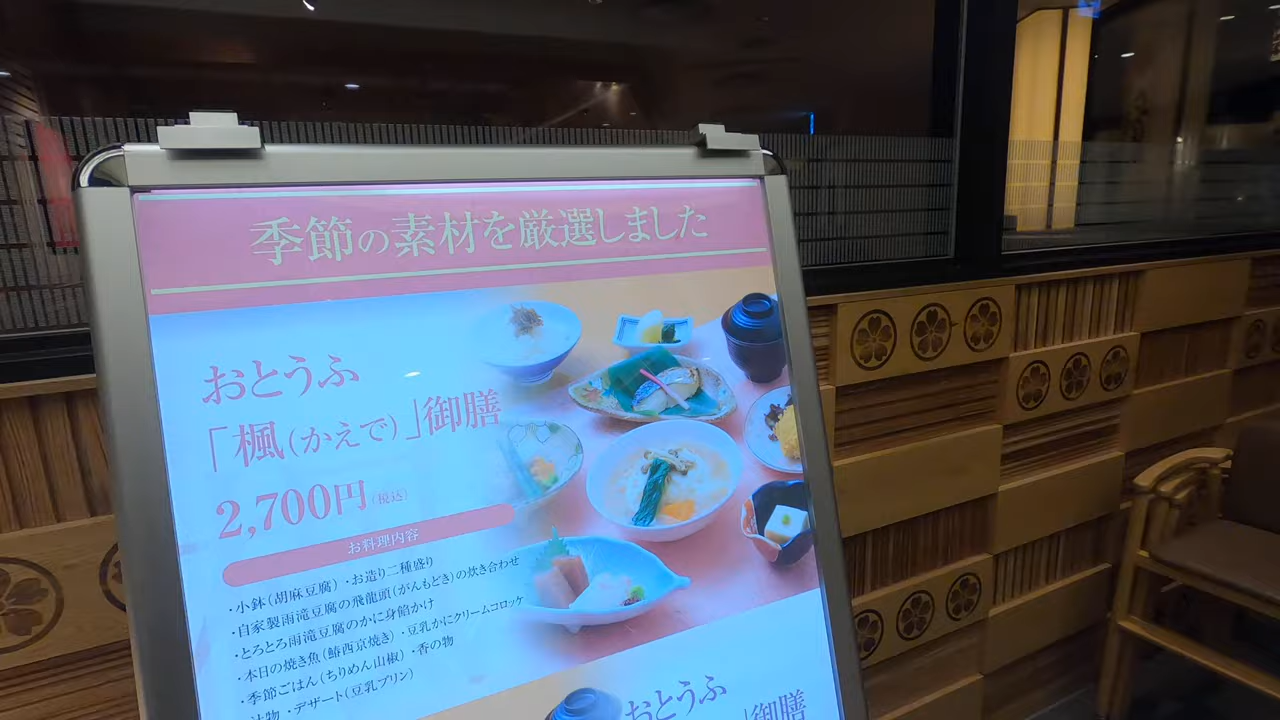 季節の素材を厳選しました
おとうふ
「楓(かえで)」御膳
2,700円(税込)
お料理内容
・小鉢(胡麻豆腐) ・お造り二種盛り
・自家製雨滝豆腐の飛龍頭(がんもどき)の炊き合わせ
・とろとろ雨滝豆腐のかに身餡かけ
・本日の焼き魚(鰆西京焼き) ・豆乳かにクリームコロッケ
・季節ごはん(ちりめん山椒) ・香の物
・汁物 ・デザート(豆乳プリン)
おとうふ
」御膳